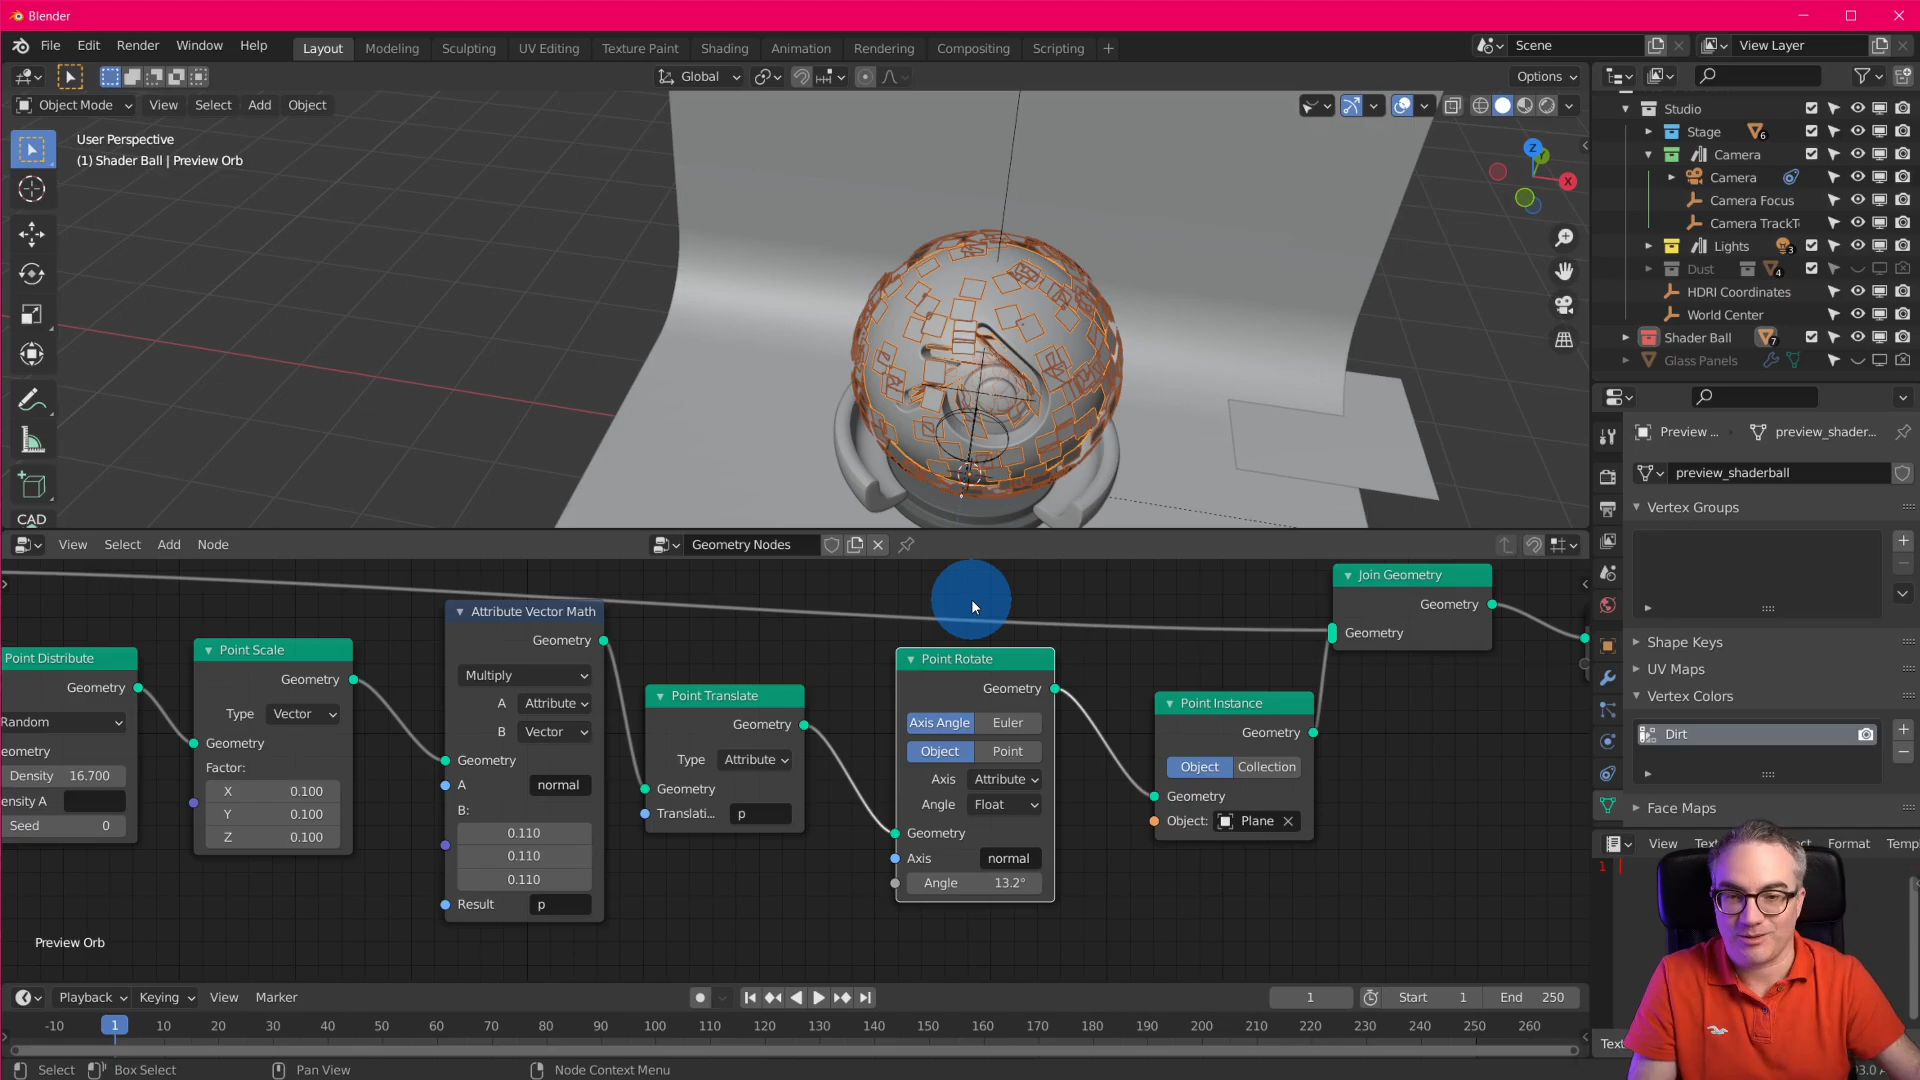 Blender
File Edit Render Window Help
Layout Modeling Sculpting UV Editing Texture Paint Shading Animation Rendering Compositing Scripting +
Scene
View Layer
Global
Options
Object Mode View Select Add Object
User Perspective
(1) Shader Ball | Preview Orb
Z
Y
X
CAD
Studio
Stage 6
Camera
Camera
Camera Focus
Camera TrackT
Lights 3
Dust 4
HDRI Coordinates
World Center
Shader Ball 7
Glass Panels
Preview ... preview_shader...
preview_shaderball
Vertex Groups
Shape Keys
UV Maps
Vertex Colors
Dirt
Face Maps
View Format Temp
1
View Select Add Node
Geometry Nodes
Point Distribute
Geometry
Random
eometry
Density 16.700
ensity A
Seed 0
Point Scale
Geometry
Type Vector
Geometry
Factor:
X 0.100
Y 0.100
Z 0.100
Attribute Vector Math
Geometry
Multiply
A Attribute
B Vector
Geometry
A normal
B:
0.110
0.110
0.110
Result p
Point Translate
Geometry
Type Attribute
Geometry
Translati... p
Point Rotate
Geometry
Axis Angle Euler
Object Point
Axis Attribute
Angle Float
Geometry
Axis normal
Angle 13.2°
Point Instance
Geometry
Object Collection
Geometry
Object: Plane
Join Geometry
Geometry
Geometry
Preview Orb
Playback Keying View Marker
1
Start 1
End 250
-10 1 10 20 30 40 50 60 70 80 90 100 110 120 130 140 150 160 170 180 190 200 210 220 230 240 250 260
Select Box Select Pan View Node Context Menu